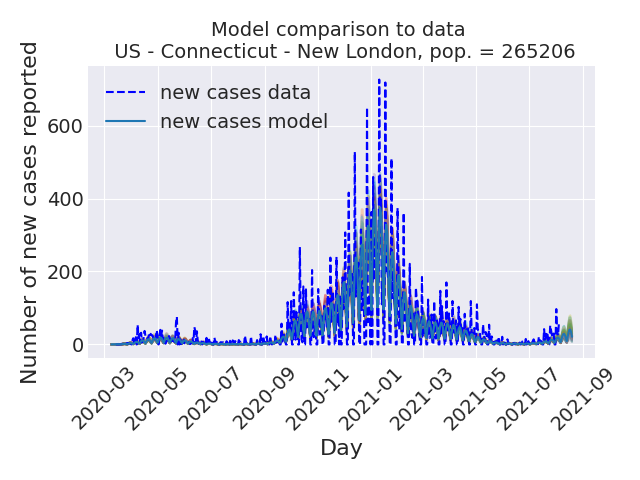 Model comparison to data
US - Connecticut - New London, pop. = 265206
new cases data
new cases model
Number of new cases reported
600
400
200
0
2020-03
2020-05
2020-07
2020-09
2020-11
2021-01
2021-03
2021-05
2021-07
2021-09
Day